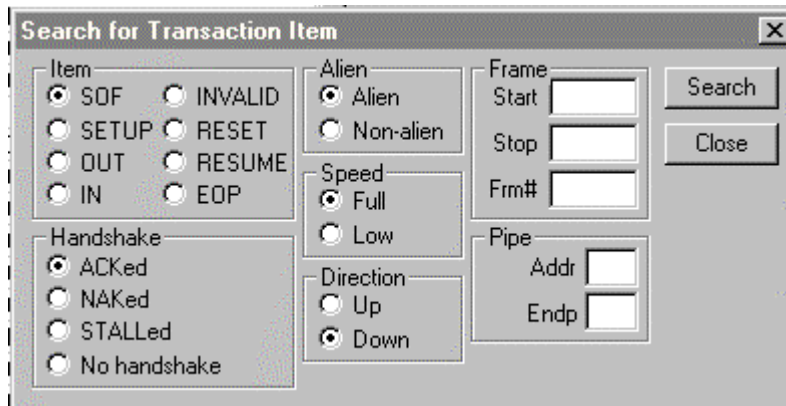 Search for Transaction Item
Item
SOF
INVALID
SETUP
RESET
OUT
RESUME
IN
EOP
Handshake
ACKed
NAKed
STALLed
No handshake
Alien
Alien
Non-alien
Speed
Full
Low
Direction
Up
Down
Frame
Start
Stop
Frm#
Pipe
Addr
Endp
Search
Close